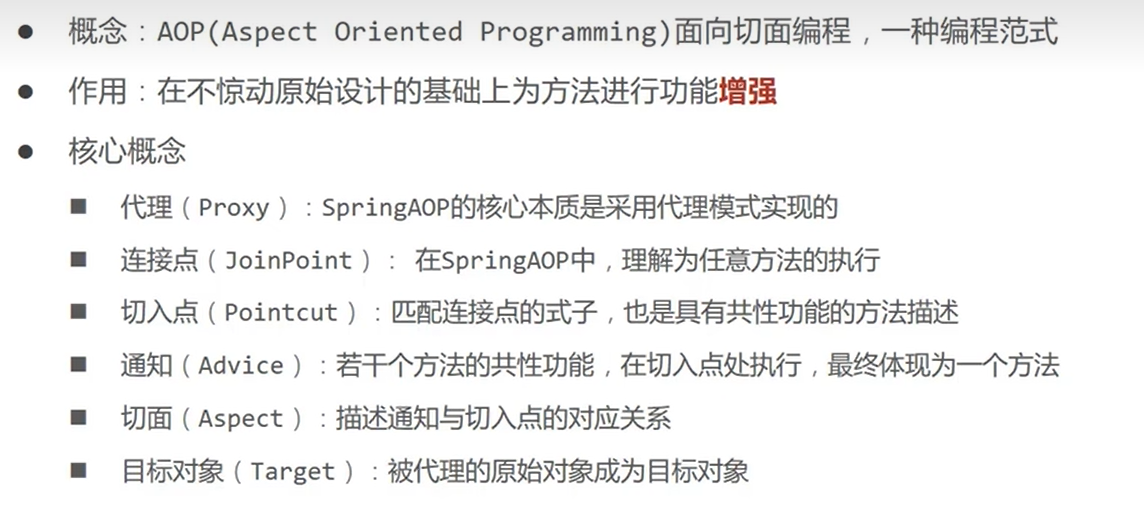 ● 概念：AOP(Aspect Oriented Programming)面向切面编程，一种编程范式
● 作用：在不惊动原始设计的基础上为方法进行功能增强
● 核心概念
■ 代理（Proxy）：SpringAOP的核心本质是采用代理模式实现的
■ 连接点（JoinPoint）： 在SpringAOP中，理解为任意方法的执行
■ 切入点（Pointcut）：匹配连接点的式子，也是具有共性功能的方法描述
■ 通知（Advice）：若干个方法的共性功能，在切入点处执行，最终体现为一个方法
■ 切面（Aspect）：描述通知与切入点的对应关系
■ 目标对象（Target）：被代理的原始对象成为目标对象